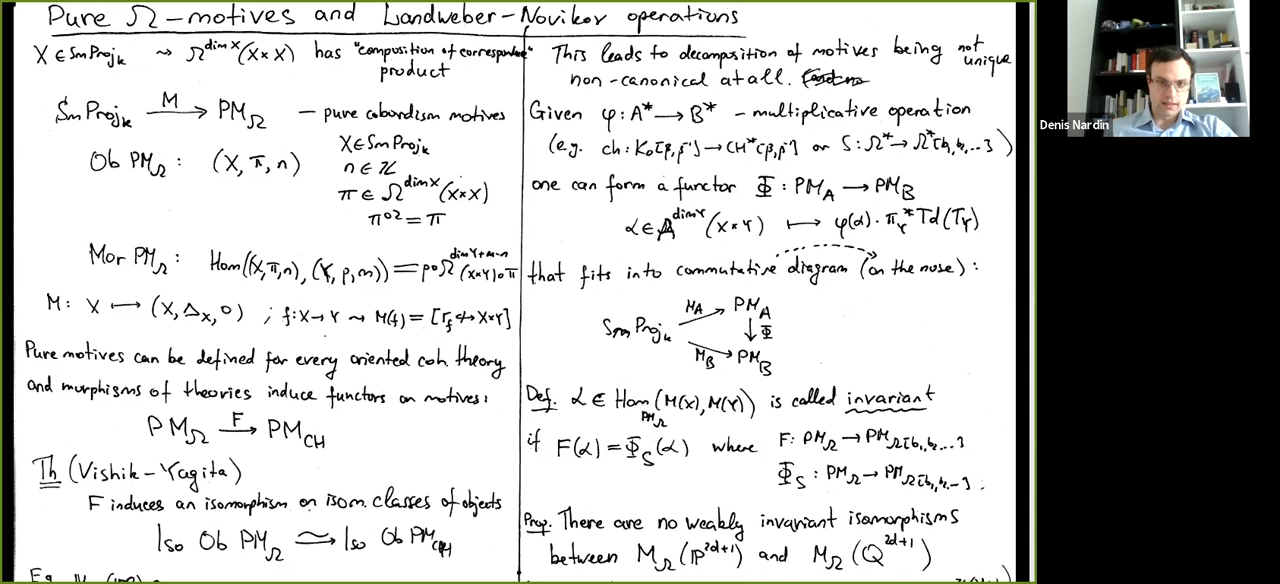 Pure Ω-motives and Landweber-Novikov operations
X ∈ SmProj_k ⇝ Ω^{dim X}(X×X) has "composition of correspondence"
product
SmProj_k —M→ PM_Ω — pure cobordism motives
Ob PM_Ω : (X, π, n)
X ∈ SmProj_k
n ∈ ℤ
π ∈ Ω^{dim X}(X×X)
π^{∘2} = π
Mor PM_Ω : Hom((X,π,n), (Y,ρ,m)) = ρ∘Ω^{dim Y+m-n}(X×Y)∘π
M: X ↦ (X, Δ_X, 0) ; f: X→Y ⇝ M(f) = [Γ_f ↪ X×Y]
Pure motives can be defined for every oriented coh. theory
and morphisms of theories induce functors on motives:
PM_Ω —F→ PM_CH
Th (Vishik-Yagita)
F induces an isomorphism on isom. classes of objects
Iso Ob PM_Ω ≃→ Iso Ob PM_CH
This leads to decomposition of motives being not unique
non-canonical at all.
Given φ: A* → B* - multiplicative operation
(e.g. ch: K₀[β,β⁻¹] → CH*[β,β⁻¹] or S: Ω* → Ω*[b₁,b₂,...])
one can form a functor Φ: PM_A → PM_B
α ∈ A^{dim Y}(X×Y) ↦ φ(α)·π_Y^* Td(T_Y)
that fits into commutative diagram (on the nose):
SmProj_k M_A PM_A
↓Φ
M_B PM_B
Def. α ∈ Hom_{PM_Ω}(M(X), M(Y)) is called invariant
if F(α) = Φ_S(α) where F: PM_Ω → PM_{Ω[b₁,b₂,...]}
Φ_S : PM_Ω → PM_{Ω[b₁,b₂,...]} ;
Prop. There are no weakly invariant isomorphisms
between M_Ω(ℙ^{2d+1}) and M_Ω(Q^{2d+1})
Denis Nardin